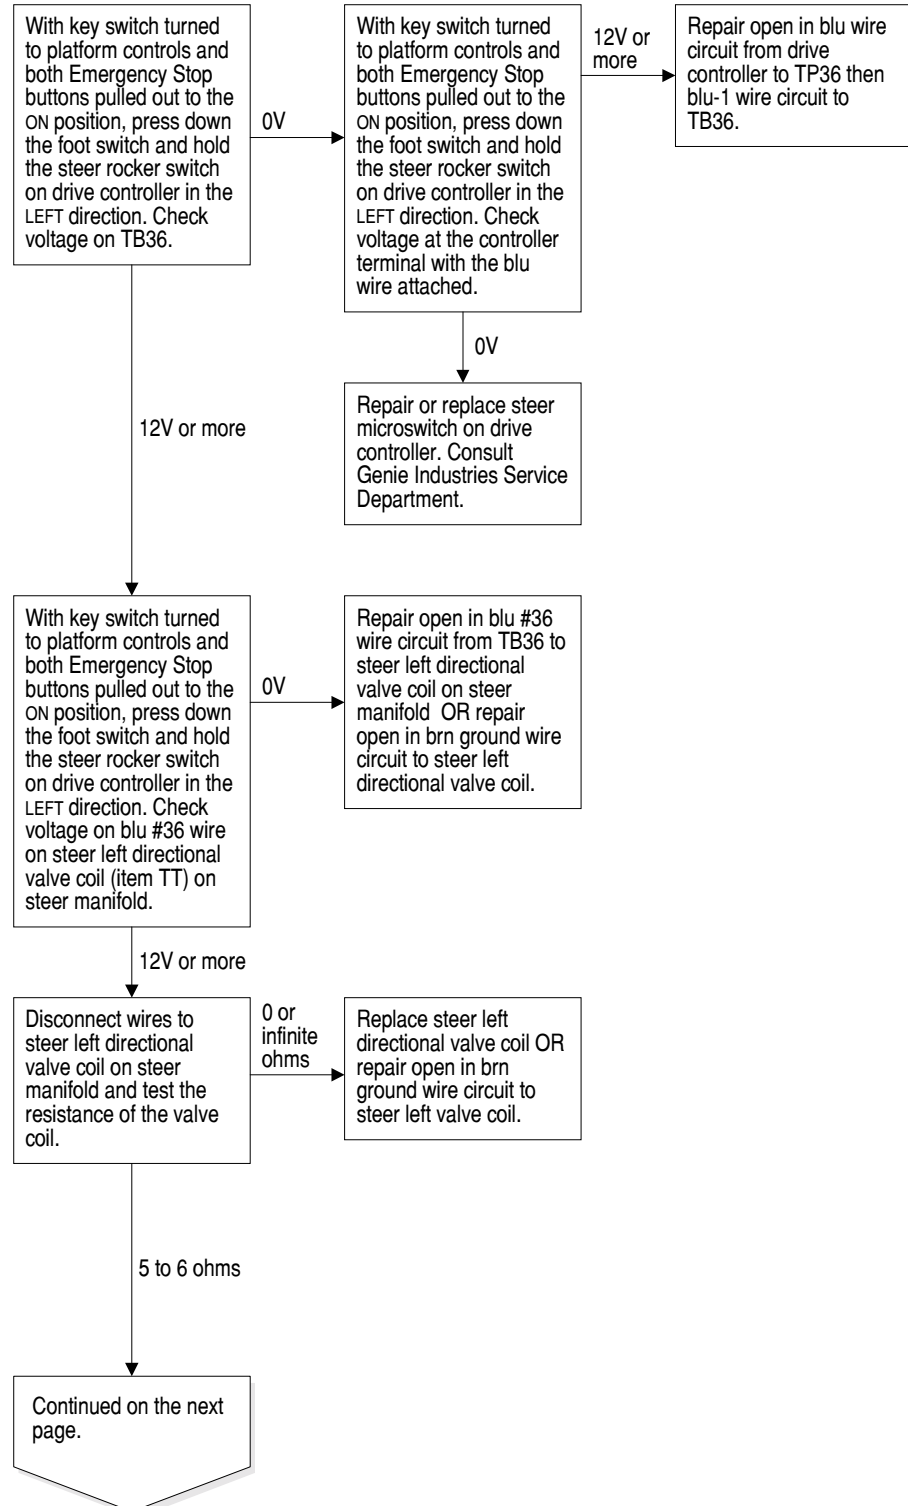 With key switch turned
to platform controls and
both Emergency Stop
buttons pulled out to the
ON position, press down
the foot switch and hold
the steer rocker switch
on drive controller in the
LEFT direction. Check
voltage on TB36.
0V
With key switch turned
to platform controls and
both Emergency Stop
buttons pulled out to the
ON position, press down
the foot switch and hold
the steer rocker switch
on drive controller in the
LEFT direction. Check
voltage at the controller
terminal with the blu
wire attached.
12V or
more
Repair open in blu wire
circuit from drive
controller to TP36 then
blu-1 wire circuit to
TB36.
0V
Repair or replace steer
microswitch on drive
controller. Consult
Genie Industries Service
Department.
12V or more
With key switch turned
to platform controls and
both Emergency Stop
buttons pulled out to the
ON position, press down
the foot switch and hold
the steer rocker switch
on drive controller in the
LEFT direction. Check
voltage on blu #36 wire
on steer left directional
valve coil (item TT) on
steer manifold.
0V
Repair open in blu #36
wire circuit from TB36 to
steer left directional
valve coil on steer
manifold OR repair
open in brn ground wire
circuit to steer left
directional valve coil.
12V or more
Disconnect wires to
steer left directional
valve coil on steer
manifold and test the
resistance of the valve
coil.
0 or
infinite
ohms
Replace steer left
directional valve coil OR
repair open in brn
ground wire circuit to
steer left valve coil.
5 to 6 ohms
Continued on the next
page.